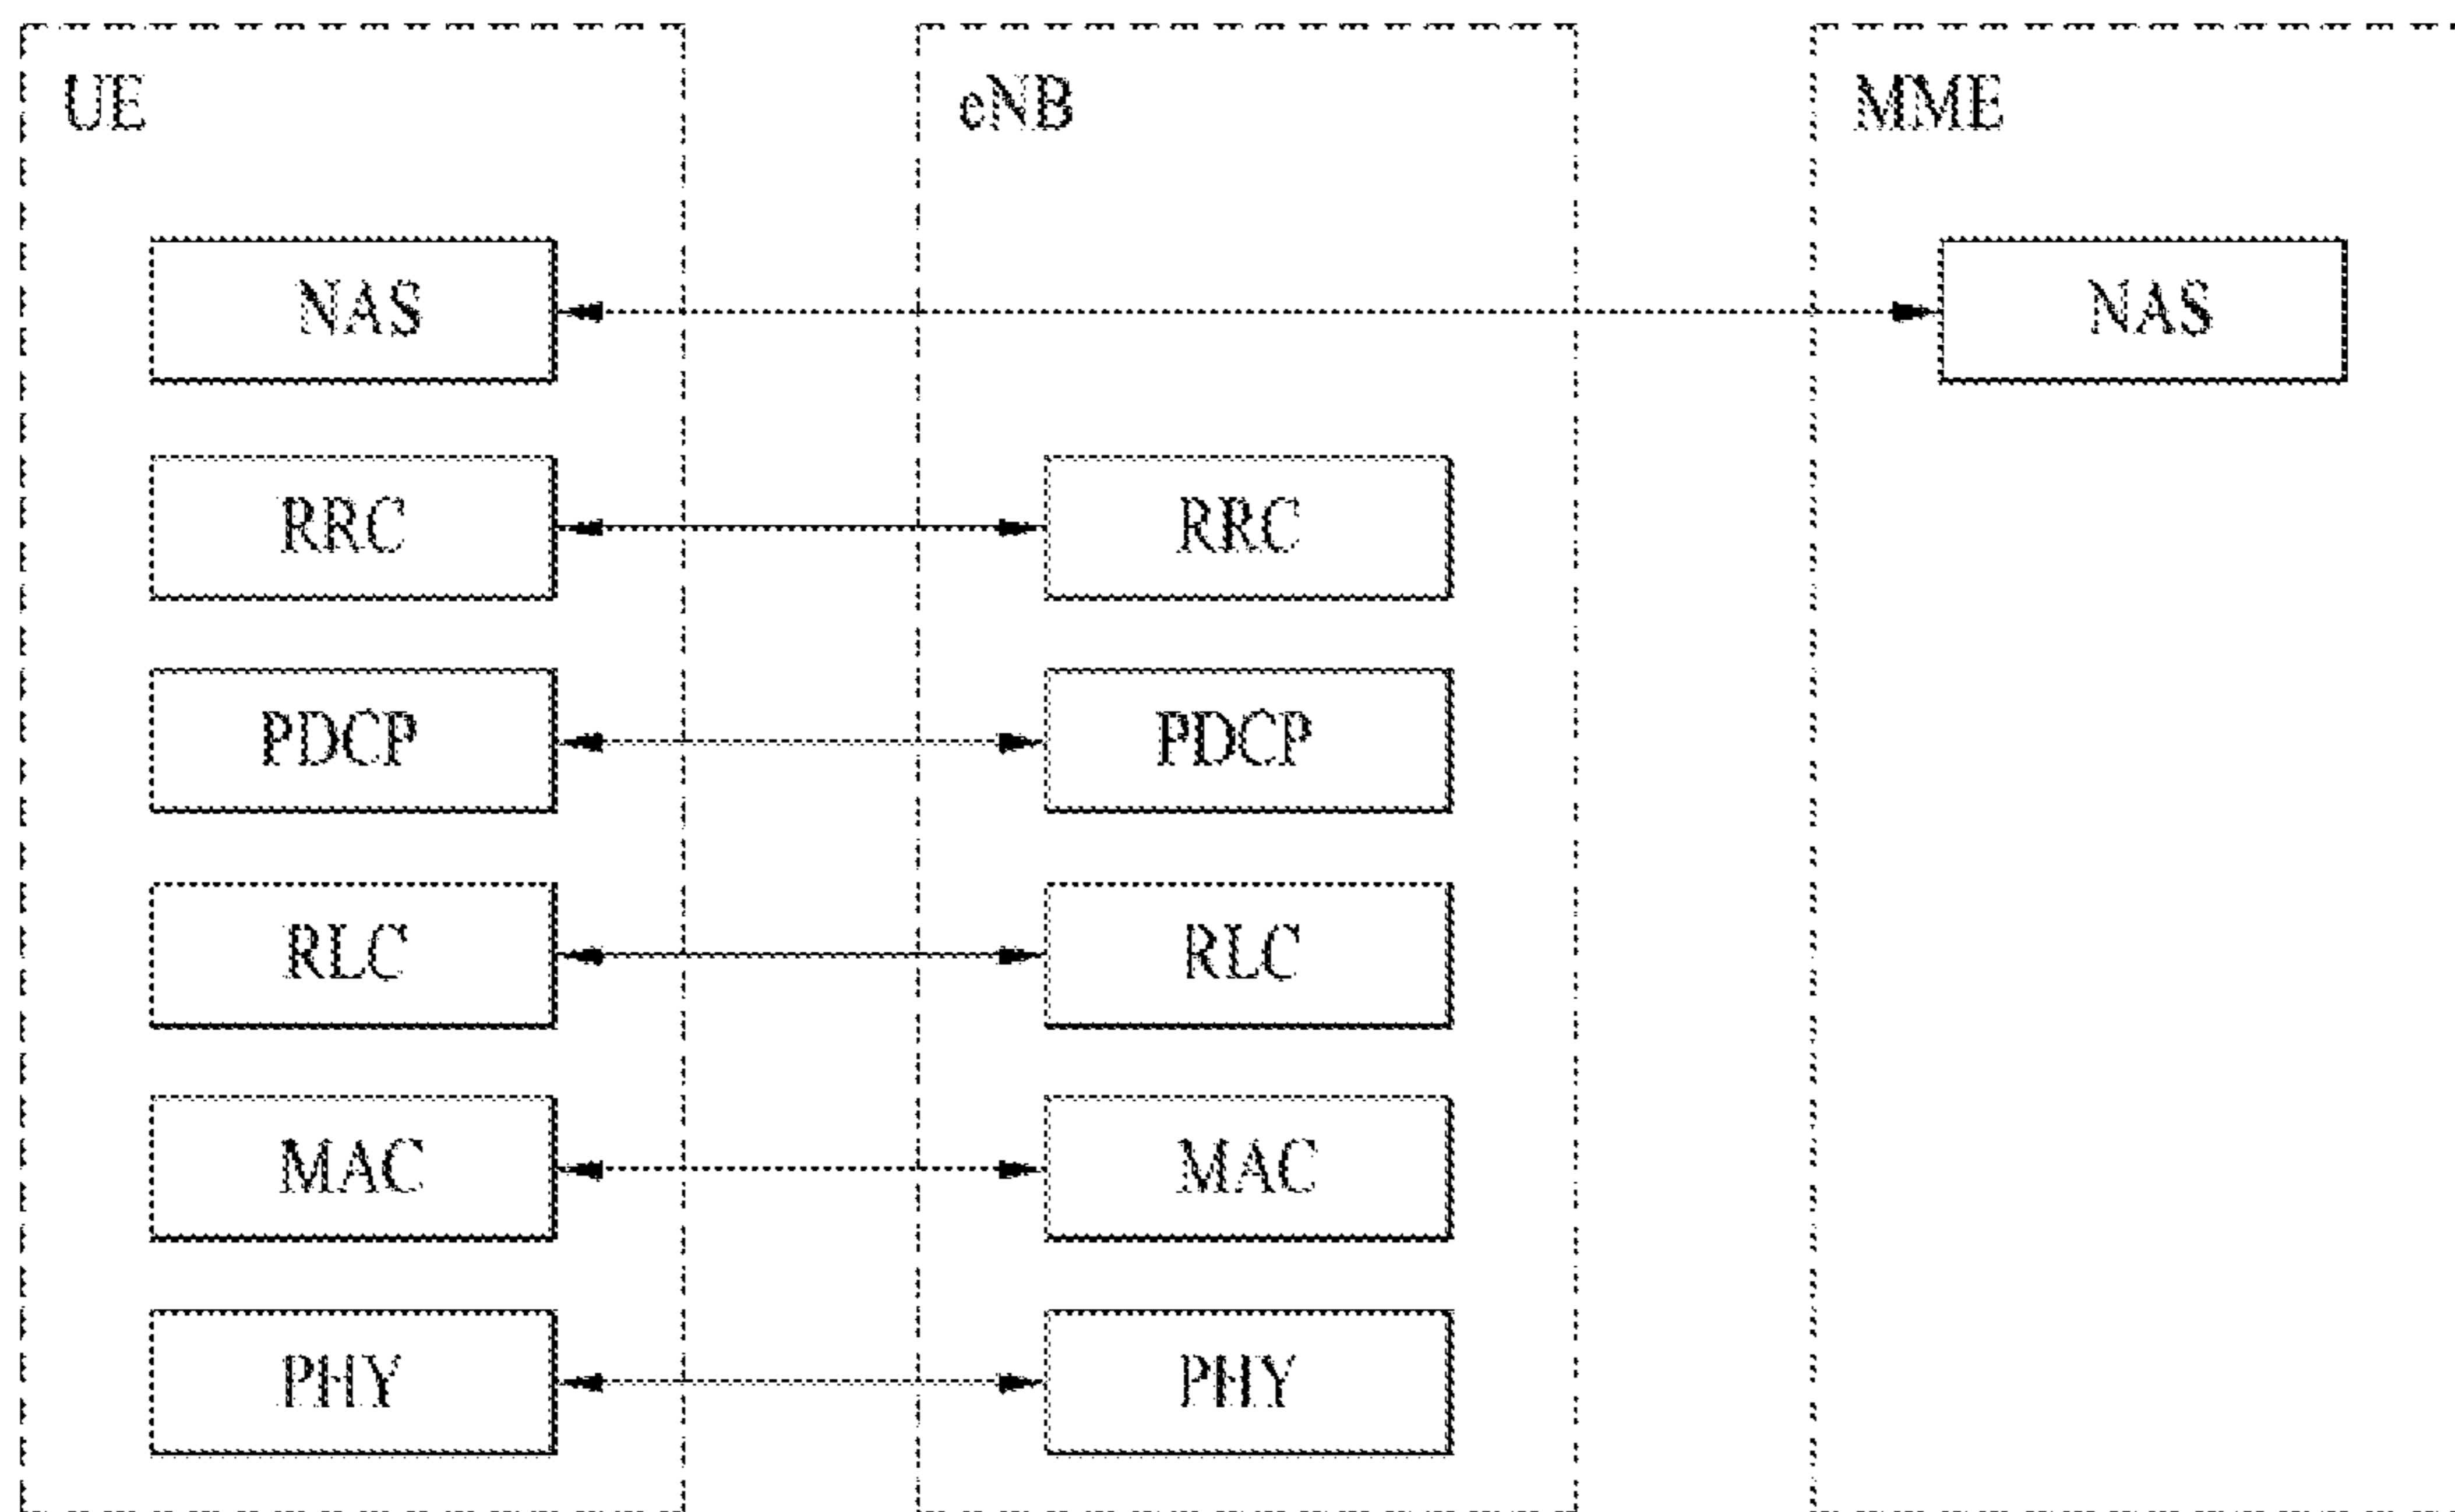 UE eNB MME
NAS NAS
RRC RRC
PDCP PDCP
RLC RLC
MAC MAC
PHY PHY